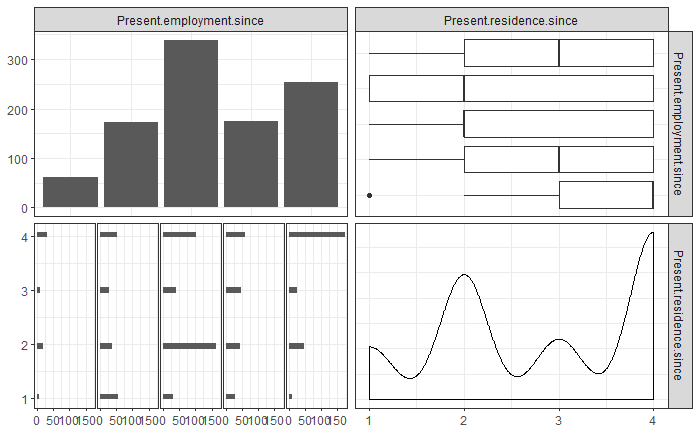 Present.employment.since
Present.residence.since
300
200
100
0
Present.employment.since
4
3
2
1
Present.residence.since
0 50 100 150 0 50 100 150 0 50 100 150 0 50 100 150 0 50 100 150
1 2 3 4